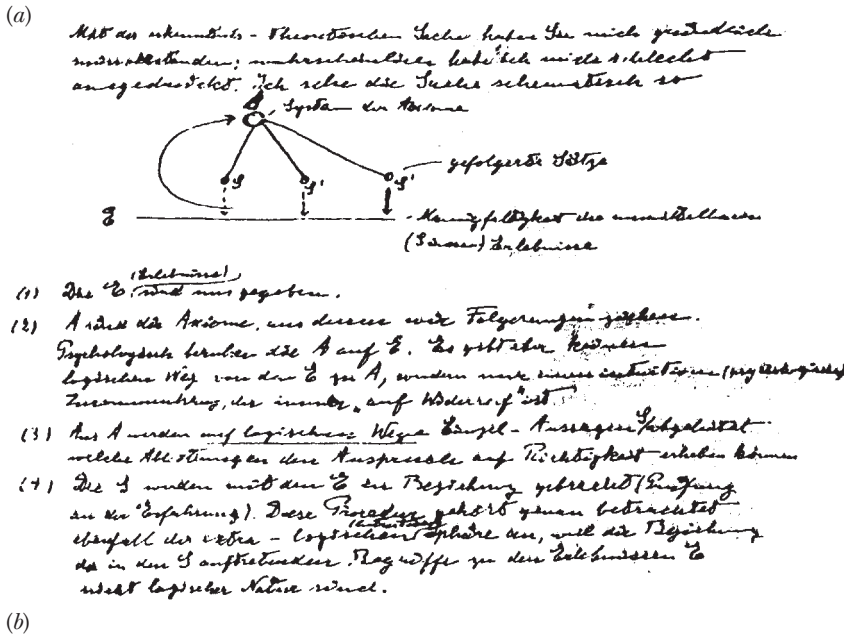 (a)
Mit der erkenntnis-theoretischen Sache haben Sie mich gründlich
missverstanden; wahrscheinlich habe ich mich schlecht
ausgedrückt. Ich sehe die Sache schematisch so
A
System der Axiome
gefolgerte Sätze
S S' S'
E
Mannigfaltigkeit der unmittelbaren
(Sinnes) Erlebnisse
(Erlebnisse)
(1) Die E sind uns gegeben.
(2) A sind die Axiome, aus denen wir Folgerungen ziehen.
Psychologisch beruhen die A auf E. Es gibt aber keinen
logischen Weg von den E zu A, sondern nur einen intuitiven (psychologischen)
Zusammenhang, der immer „auf Widerruf" ist.
(3) Aus A werden auf logischem Wege Einzel-Aussagen S abgeleitet
welche Ableitungen den Anspruch auf Richtigkeit erheben können
(4) Die S werden mit den E in Beziehung gebracht (Prüfung
an der Erfahrung). Diese Prozedur gehört genau betrachtet
(intuitiven)
ebenfalls der extra-logischen Sphäre an, weil die Beziehung
der in den S auftretenden Begriffe zu den Erlebnissen E
nicht logischer Natur sind.
(b)